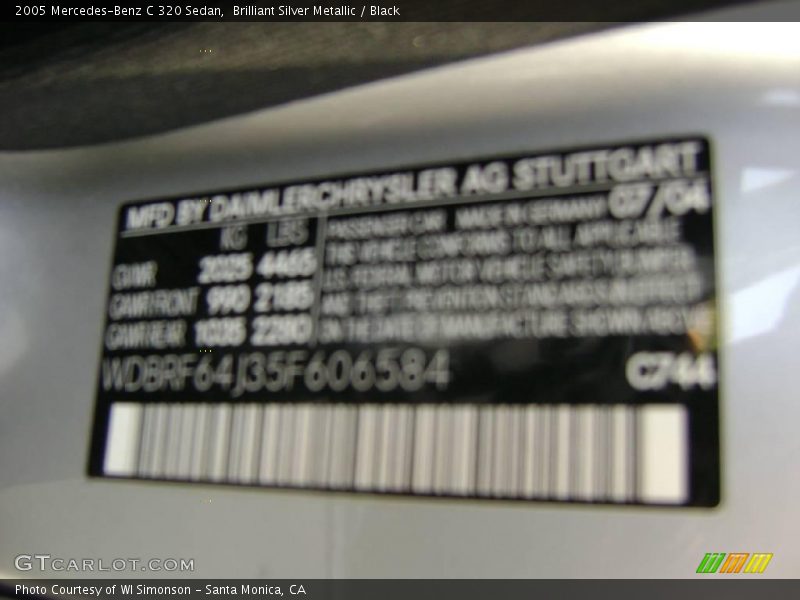 2005 Mercedes-Benz C 320 Sedan,  Brilliant Silver Metallic / Black
MFD BY DAIMLERCHRYSLER AG STUTTGART
KG LBS PASSENGER CAR MADE IN GERMANY 07/04
GVWR 2025 4465 THE VEHICLE CONFORMS TO ALL APPLICABLE
GAWR FRONT 990 2185 U.S. FEDERAL MOTOR VEHICLE SAFETY BUMPER
AND THEFT PREVENTION STANDARDS IN EFFECT
GAWR REAR 1035 2280 ON THE DATE OF MANUFACTURE SHOWN ABOVE
WDBRF64J35F606584 C744
GTCARLOT.COM
Photo Courtesy of WI Simonson - Santa Monica, CA